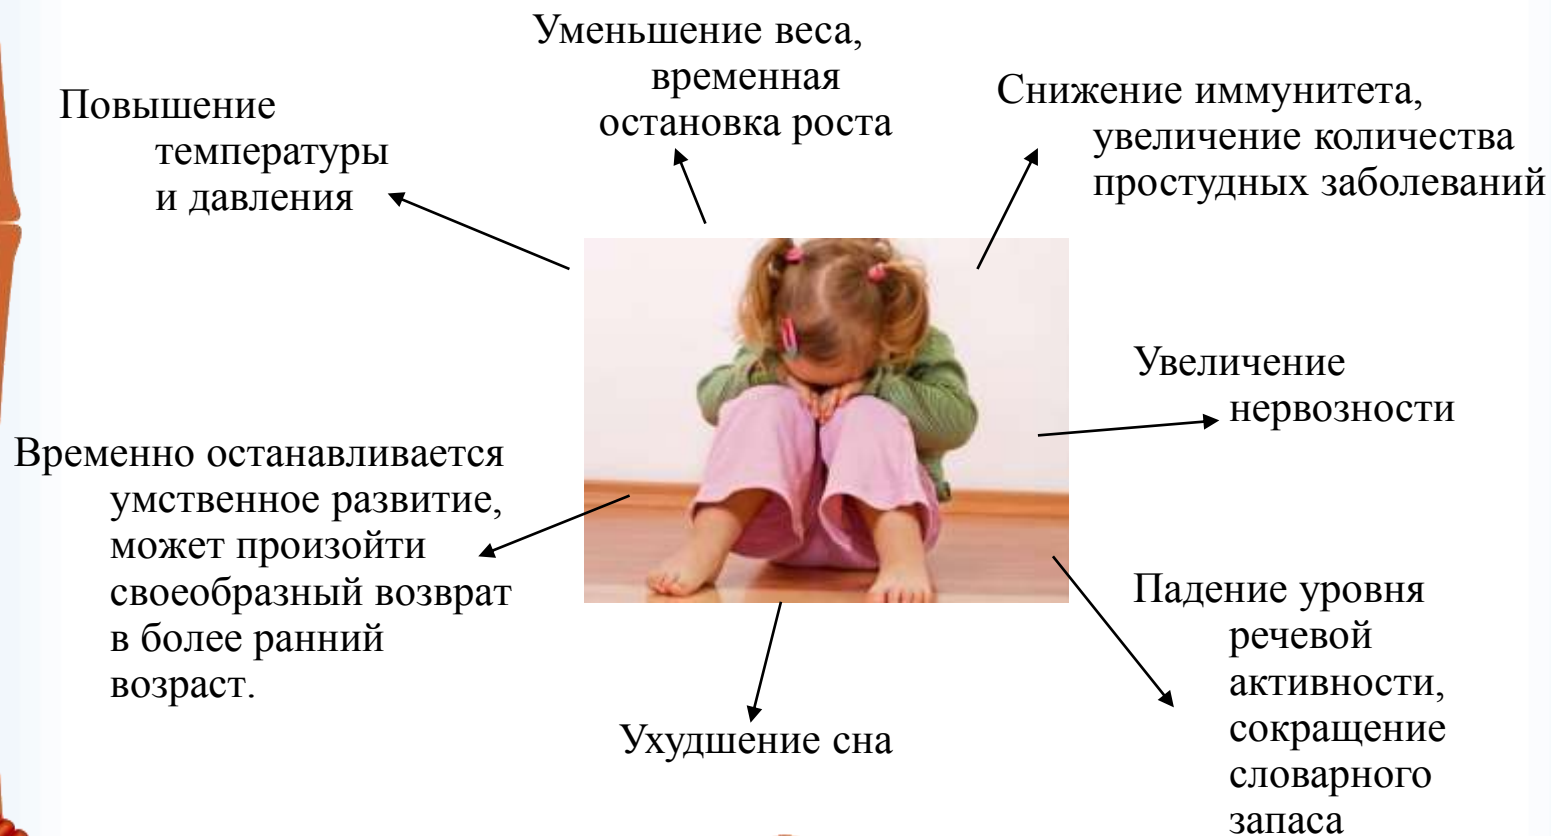 Уменьшение веса,
временная
остановка роста
Повышение
температуры
и давления
Снижение иммунитета,
увеличение количества
простудных заболеваний
Увеличение
нервозности
Временно останавливается
умственное развитие,
может произойти
своеобразный возврат
в более ранний
возраст.
Падение уровня
речевой
активности,
сокращение
словарного
запаса
Ухудшение сна